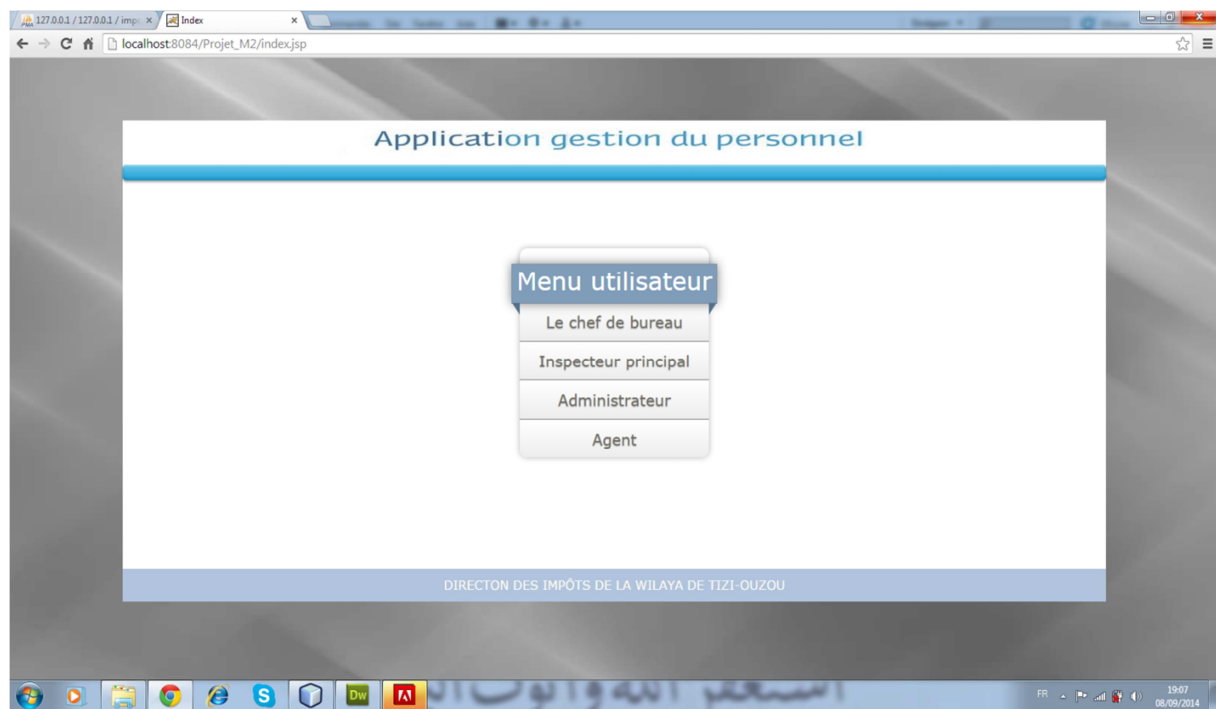 127.0.0.1 / 127.0.0.1 / imp
Index
localhost:8084/Projet_M2/index.jsp
Application gestion du personnel
Menu utilisateur
Le chef de bureau
Inspecteur principal
Administrateur
Agent
DIRECTON DES IMPÔTS DE LA WILAYA DE TIZI-OUZOU
Dw
FR
19:07
08/09/2014